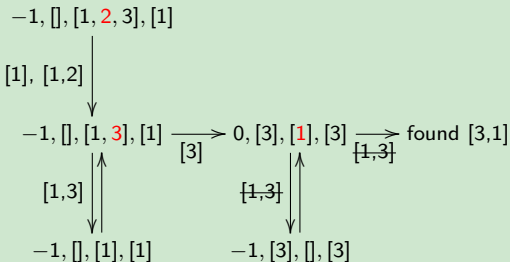 −1, [], [1, 2, 3], [1]
[1], [1,2]
−1, [], [1, 3], [1] [3] 0, [3], [1], [3] [1,3] found [3,1]
[1,3] [1,3]
−1, [], [1], [1] −1, [3], [], [3]